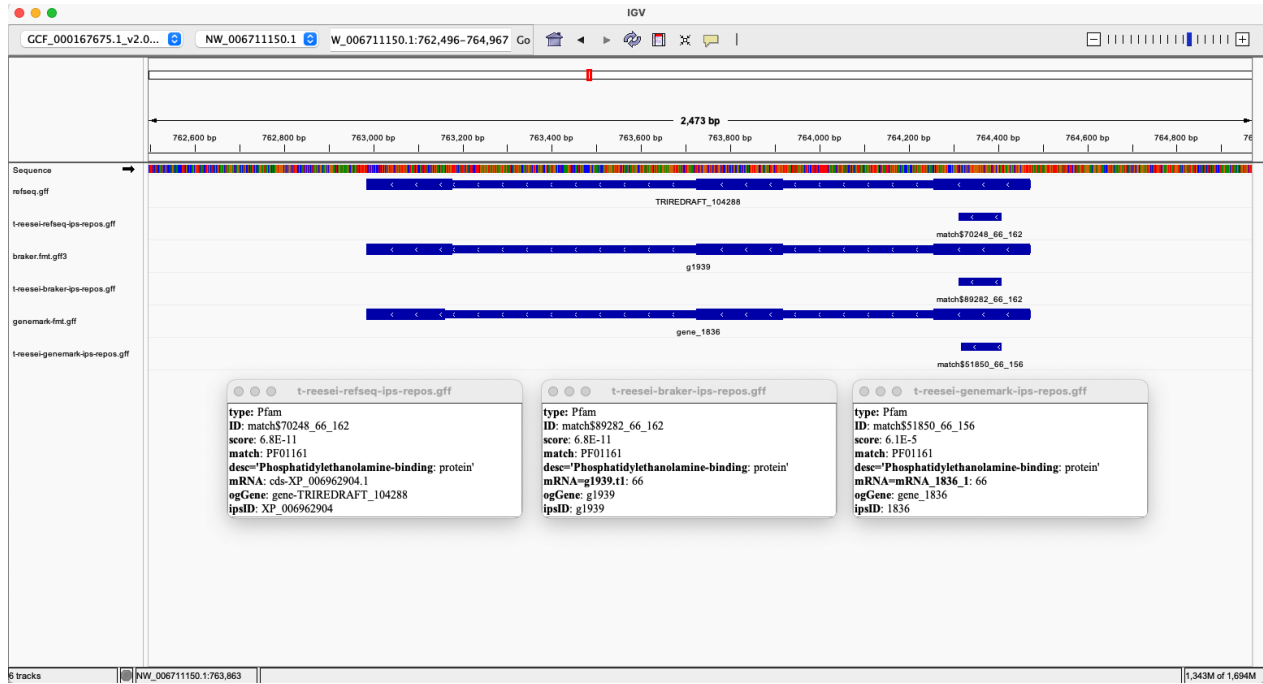 IGV
GCF_000167675.1_v2.0... NW_006711150.1 W_006711150.1:762,496-764,967 Go
2,473 bp
762,600 bp 762,800 bp 763,000 bp 763,200 bp 763,400 bp 763,600 bp 763,800 bp 764,000 bp 764,200 bp 764,400 bp 764,600 bp 764,800 bp 76
Sequence
refseq.gff
TRIREDRAFT_104288
t-reesei-refseq-ips-repos.gff
match$70248_66_162
braker.fmt.gff3
g1939
t-reesei-braker-ips-repos.gff
match$89282_66_162
genemark-fmt.gff
gene_1836
t-reesei-genemark-ips-repos.gff
match$51850_66_156
t-reesei-refseq-ips-repos.gff
type: Pfam
ID: match$70248_66_162
score: 6.8E-11
match: PF01161
desc='Phosphatidylethanolamine-binding: protein'
mRNA: cds-XP_006962904.1
ogGene: gene-TRIREDRAFT_104288
ipsID: XP_006962904
t-reesei-braker-ips-repos.gff
type: Pfam
ID: match$89282_66_162
score: 6.8E-11
match: PF01161
desc='Phosphatidylethanolamine-binding: protein'
mRNA=g1939.t1: 66
ogGene: g1939
ipsID: g1939
t-reesei-genemark-ips-repos.gff
type: Pfam
ID: match$51850_66_156
score: 6.1E-5
match: PF01161
desc='Phosphatidylethanolamine-binding: protein'
mRNA=mRNA_1836_1: 66
ogGene: gene_1836
ipsID: 1836
6 tracks NW_006711150.1:763,863 1,343M of 1,694M